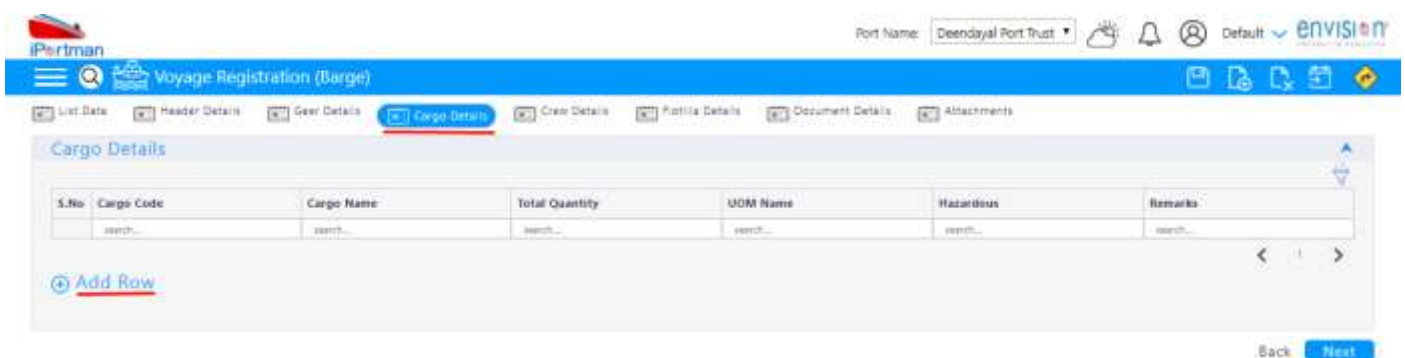 iPortman
Port Name: Deendayal Port Trust Default envision
Voyage Registration (Barge)
List Data Header Details Gear Details Cargo Details Crew Details Flotilla Details Document Details Attachments
Cargo Details
S.No Cargo Code Cargo Name Total Quantity UOM Name Hazardous Remarks
search... search... search... search... search... search...
1
Add Row
Back Next